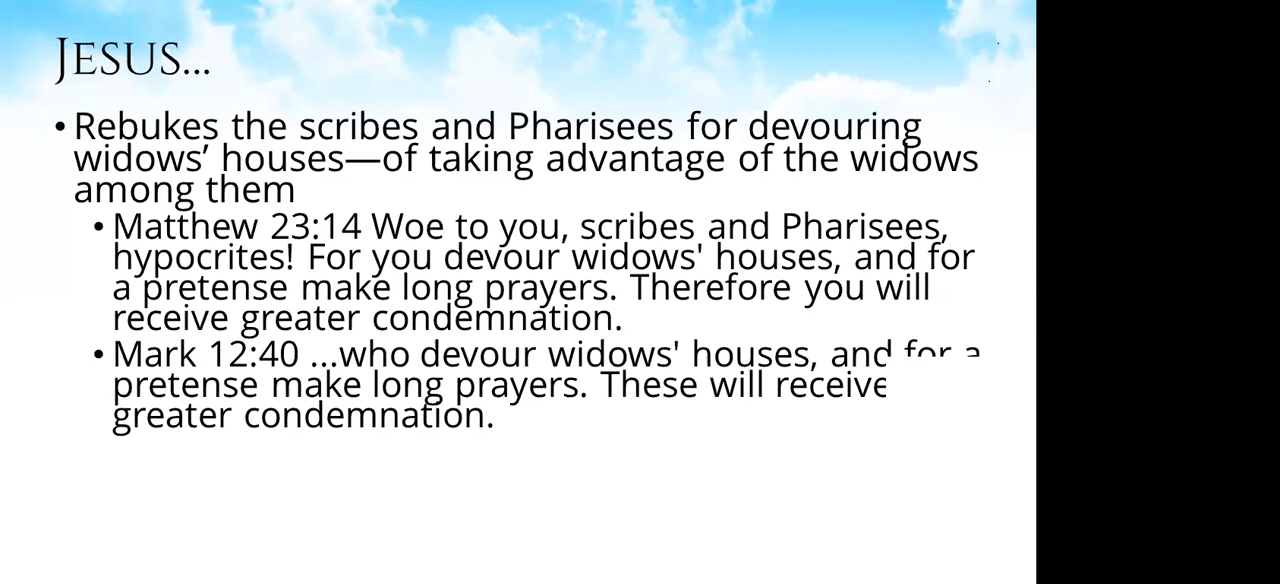 Jesus...
• Rebukes the scribes and Pharisees for devouring
widows’ houses—of taking advantage of the widows
among them
• Matthew 23:14 Woe to you, scribes and Pharisees,
hypocrites! For you devour widows' houses, and for
a pretense make long prayers. Therefore you will
receive greater condemnation.
• Mark 12:40 ...who devour widows' houses, and for a
pretense make long prayers. These will receive
greater condemnation.